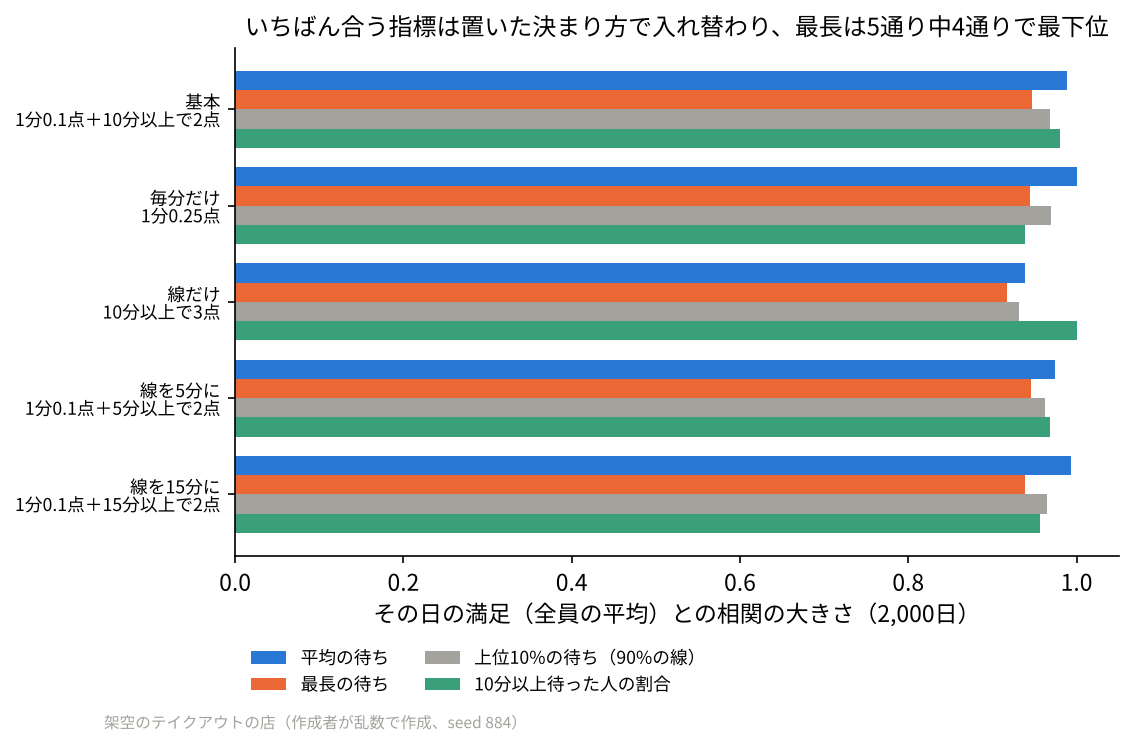 いちばん合う指標は置いた決まり方で入れ替わり、最長は5通り中4通りで最下位
基本
1分0.1点＋10分以上で2点
毎分だけ
1分0.25点
線だけ
10分以上で3点
線を5分に
1分0.1点＋5分以上で2点
線を15分に
1分0.1点＋15分以上で2点
0.0 0.2 0.4 0.6 0.8 1.0
その日の満足（全員の平均）との相関の大きさ（2,000日）
平均の待ち 上位10%の待ち（90%の線）
最長の待ち 10分以上待った人の割合
架空のテイクアウトの店（作成者が乱数で作成、seed 884）